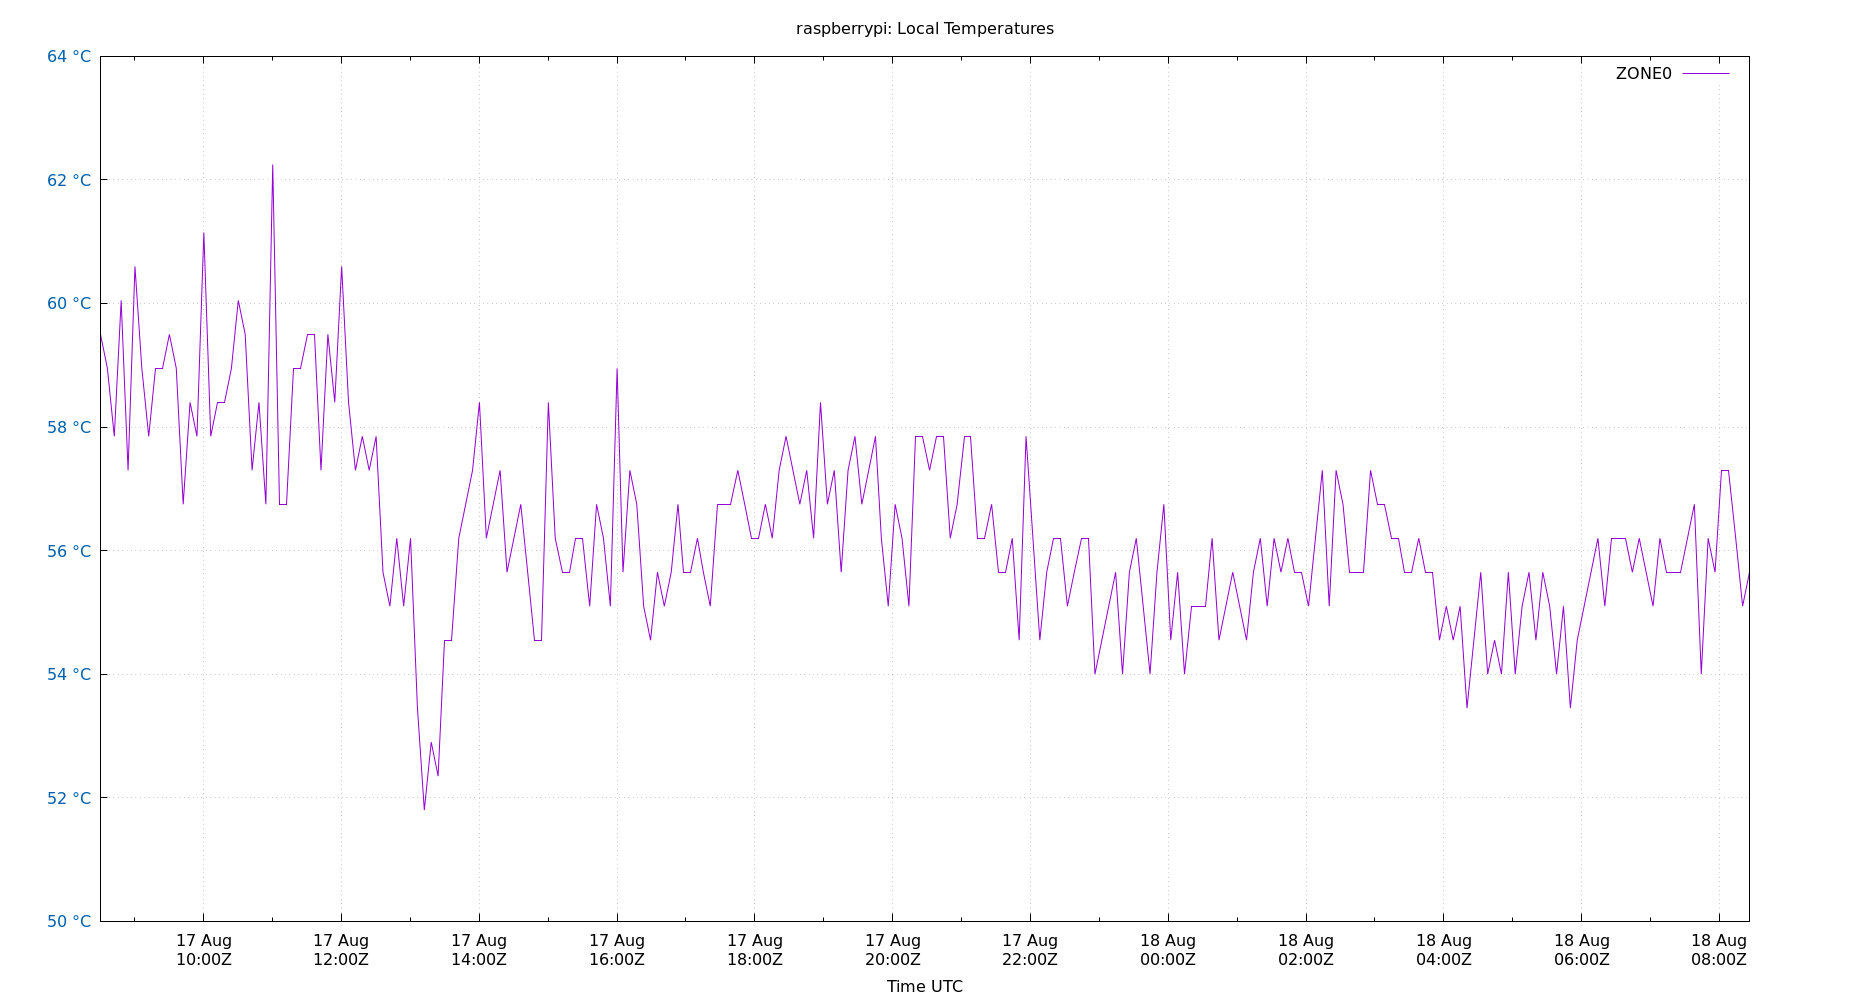 raspberrypi: Local Temperatures
64 °C
ZONE0
62 °C
60 °C
58 °C
56 °C
54 °C
52 °C
50 °C
17 Aug 17 Aug 17 Aug 17 Aug 17 Aug 17 Aug 17 Aug 18 Aug 18 Aug 18 Aug 18 Aug 18 Aug
10:00Z 12:00Z 14:00Z 16:00Z 18:00Z 20:00Z 22:00Z 00:00Z 02:00Z 04:00Z 06:00Z 08:00Z
Time UTC